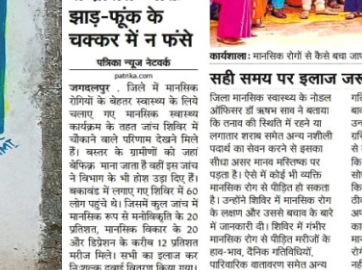 झाड़-फूंक के
चक्कर में न फंसे
पत्रिका न्यूज नेटवर्क
patrika.com
जगदलपुर . जिले में मानसिक
रोगियों के बेहतर स्वास्थ्य के लिये
चलाए गए मानसिक स्वास्थ्य
कार्यक्रम के तहत जांच शिविर में
चौकाने वाले परिणाम देखने मिले
हैं। बस्तर के ग्रामीणों को जहां
बेफिक्र माना जाता है वहीं इस जांच
ने विभाग के भी होश उड़ा दिए हैं।
बकावंड में लगाए गए शिविर में 60
लोग पहुंचे थे। जिसमें कुल जांच में
मानसिक रूप से मनोविकृति के 20
प्रतिशत, मानसिक विकार के 20
और डिप्रेशन के करीब 12 प्रतिशत
मरीज मिले। सभी का इलाज कर
निःशुल्क दवाई वितरण किया गया।
कार्यशाला: मानसिक रोगों से कैसे बचा जा
सही समय पर इलाज
जिला मानसिक स्वास्थ्य के नोडल
ऑफिसर डॉ ऋषभ साव ने बताया
कि तनाव की स्थिति में रहने या
लगातार शराब समेत अन्य नशीली
पदार्थ का सेवन करने से इसका
सीधा असर मानव मस्तिष्क पर
पड़ता है। ऐसे में कोई भी व्यक्ति
मानसिक रोग से पीड़ित हो सकता
है। उन्होंने शिविर में मानसिक रोग
के लक्षण और उससे बचाव के बारे
में जानकारी दी। शिविर में गंभीर
मानसिक रोग से पीड़ित मरीजों के
हाव-भाव, दैनिक गतिविधियों,
पारिवारिक वातावरण समेत अन्य